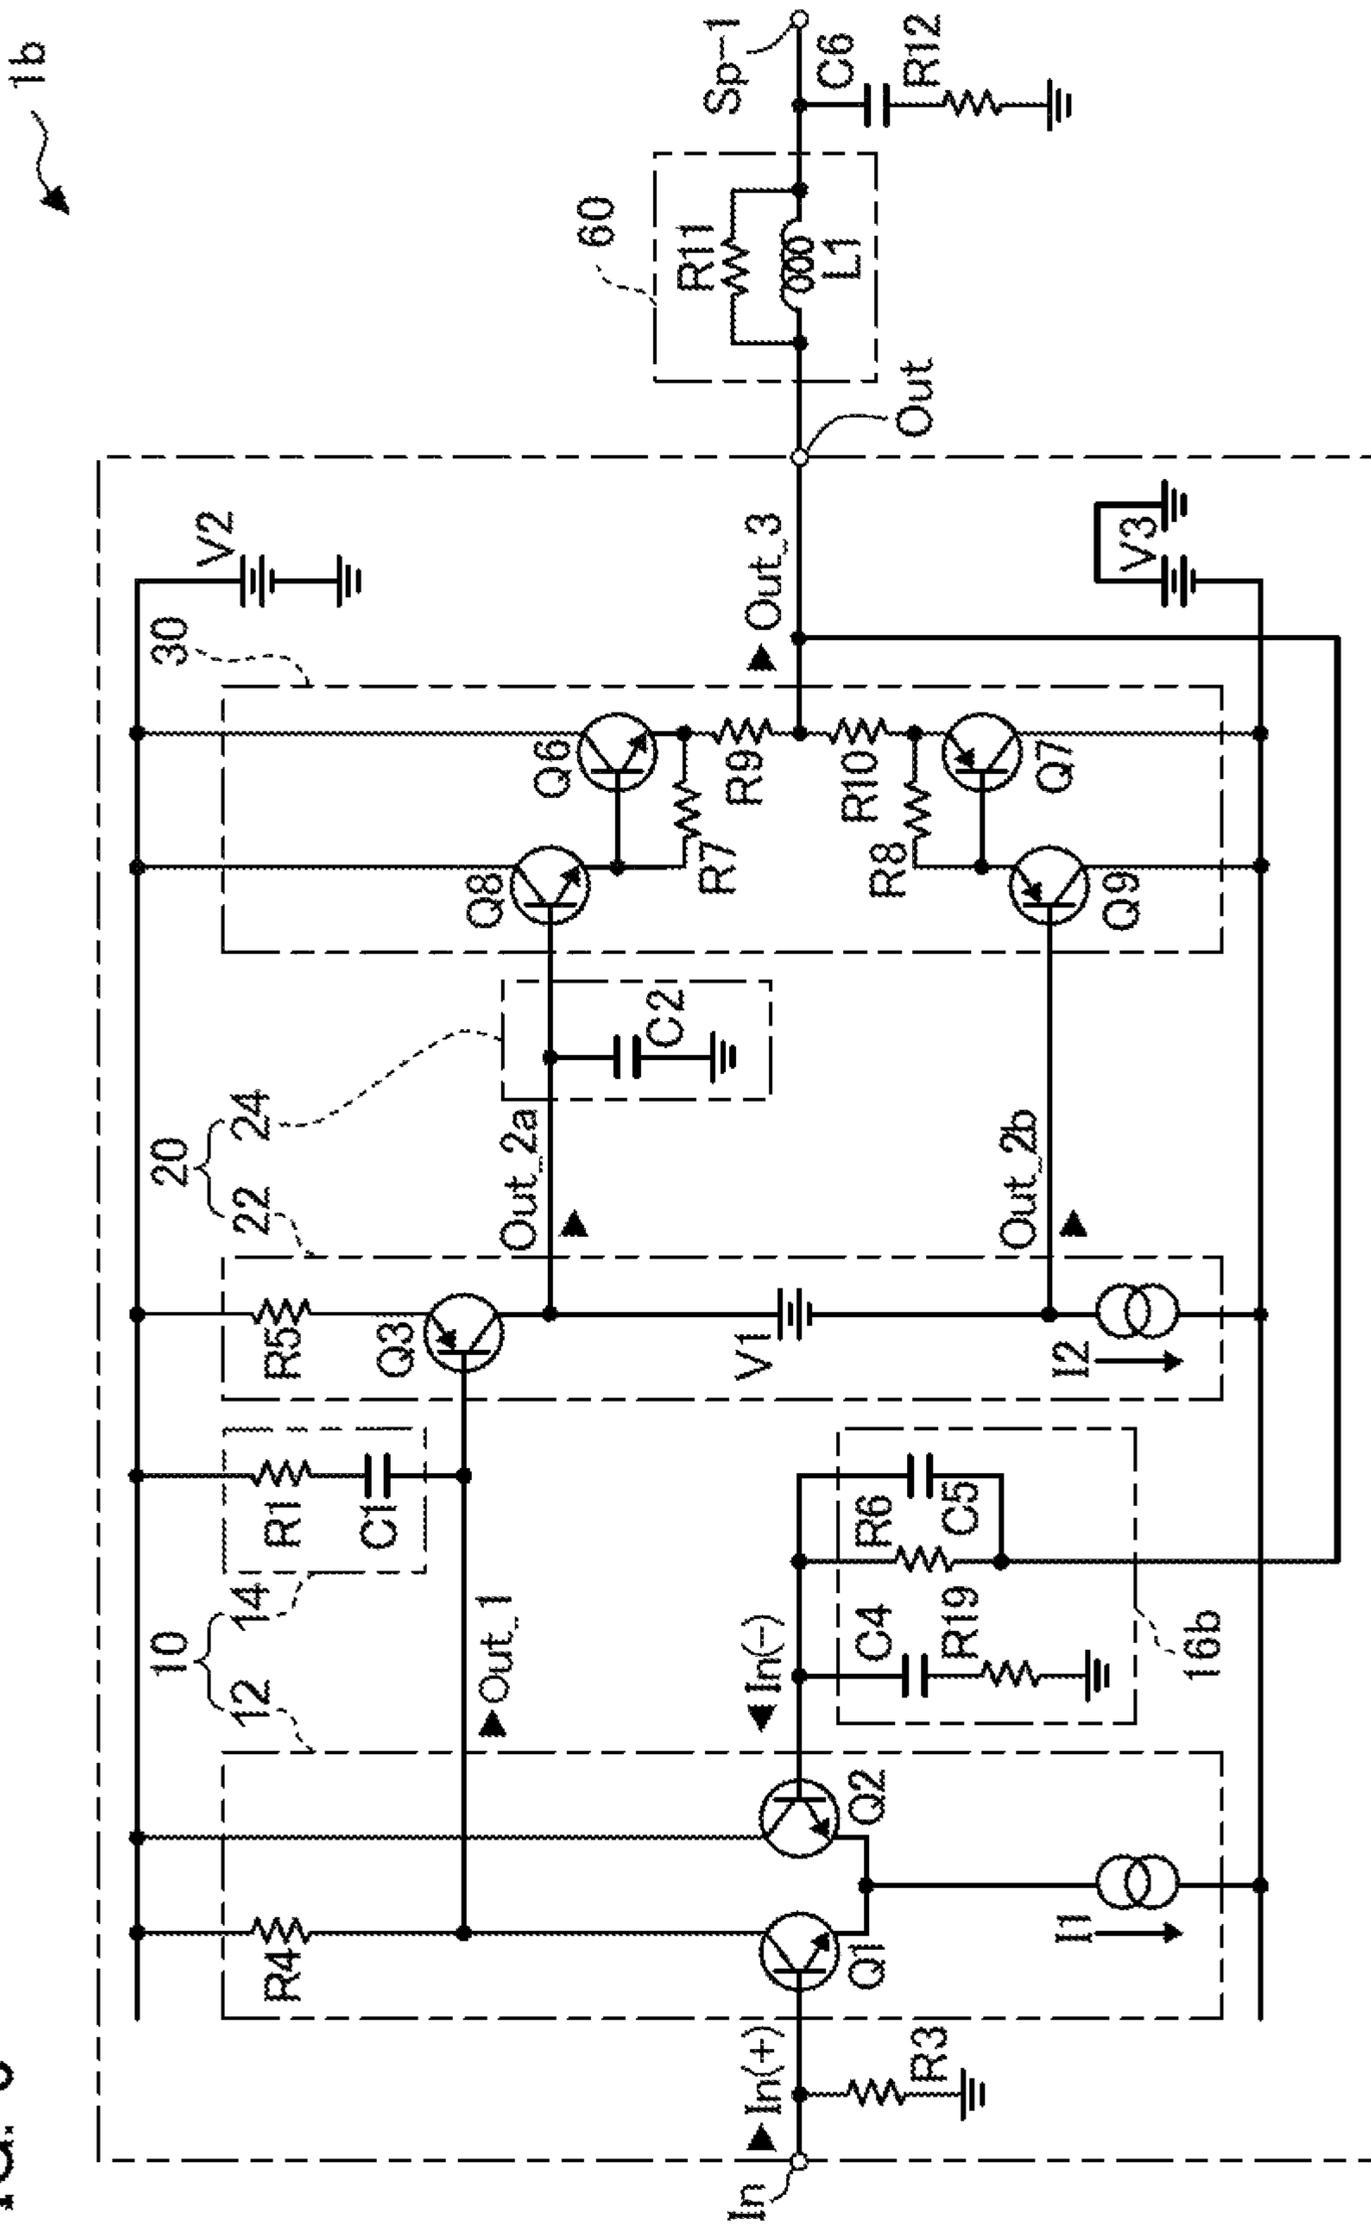 1b
V2
30
20
22
24
10
12
14
R4
R1
C1
R5
Q3
Q8
Q6
R7
R9
60
R11
L1
Sp-1
C6
R12
Out_1
Out_2a
C2
Out_3
Out
In
In(+)
R3
Q1
Q2
In(-)
C4
R19
R6
C5
16b
V1
Out_2b
R8
R10
Q9
Q7
V3
I1
I2